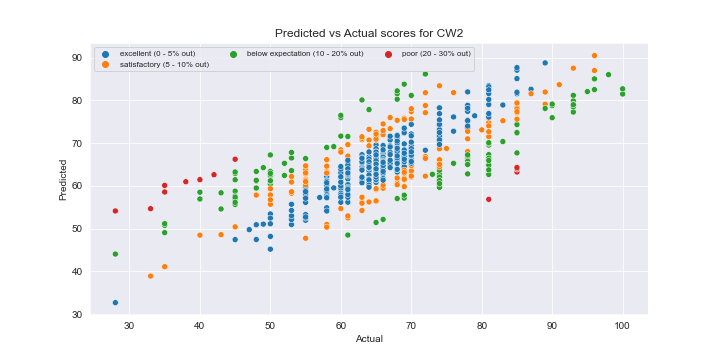 Predicted vs Actual scores for CW2
excellent (0 - 5% out) below expectation (10 - 20% out) poor (20 - 30% out)
satisfactory (5 - 10% out)
90
80
70
60
50
40
30
Predicted
30 40 50 60 70 80 90 100
Actual